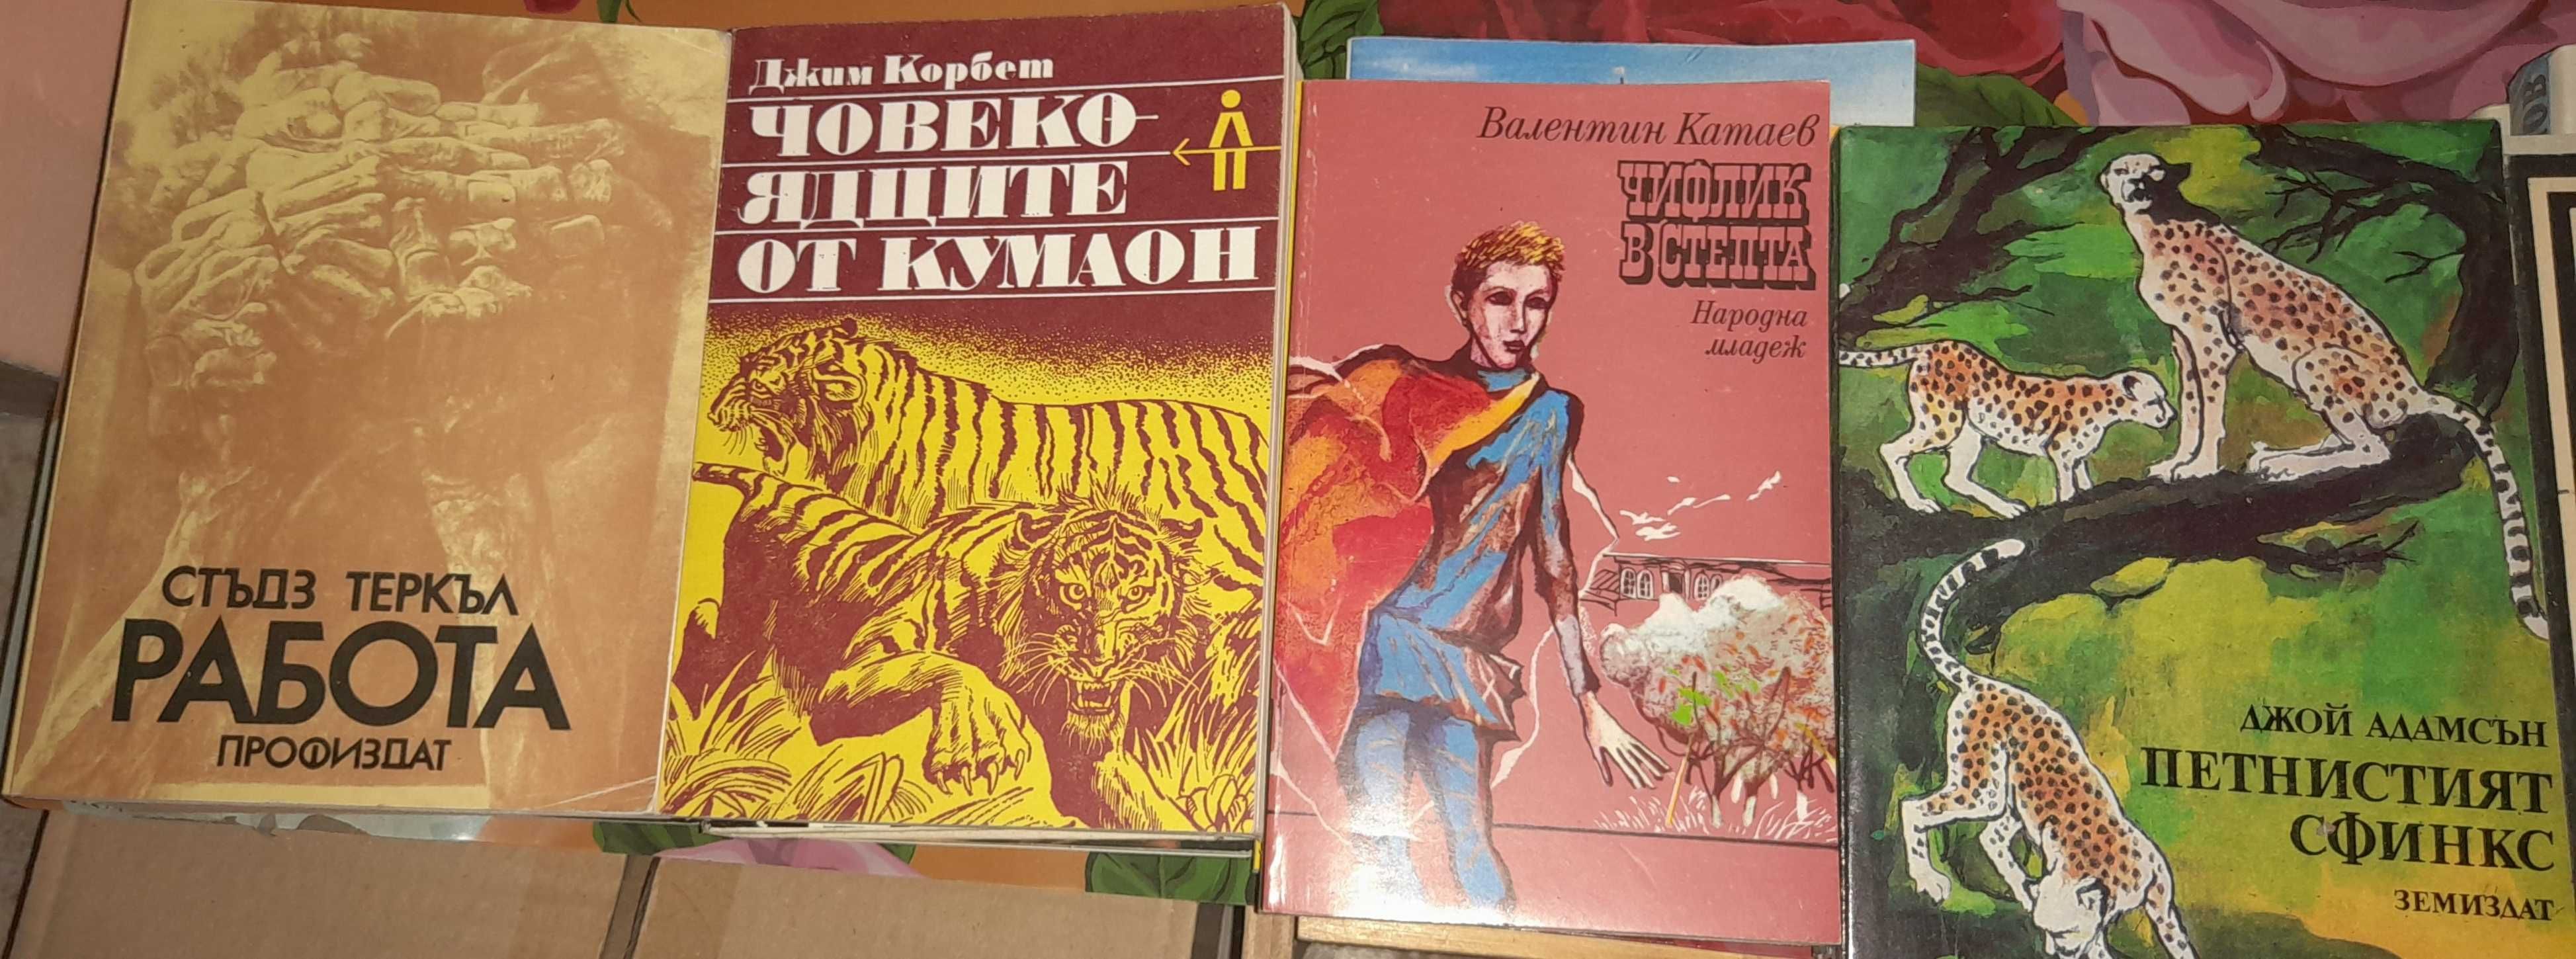 СТЪДЗ ТЕРКЪЛ
РАБОТА
ПРОФИЗДАТ
Джим Корбет
ЧОВЕКО-
ЯДЦИТЕ
ОТ КУМАОН
Валентин Катаев
ЧИФЛИК
В СТЕПТА
Народна
младеж
ДЖОЙ АДАМСЪН
ПЕТНИСТИЯТ
СФИНКС
ЗЕМИЗДАТ
ОВ